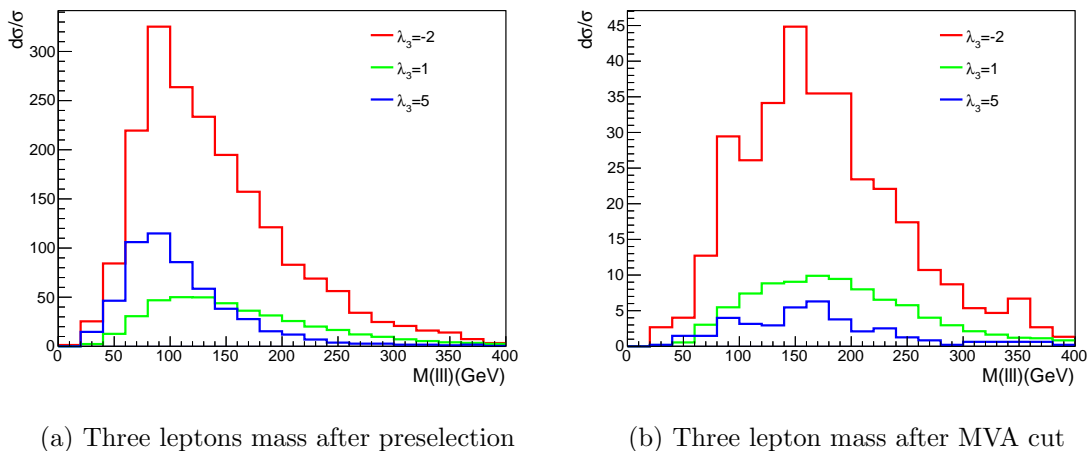 dσ/σ
300
250
200
150
100
50
0
0 50 100 150 200 250 300 350 400
M(lll)(GeV)
λ₃=-2
λ₃=1
λ₃=5
(a) Three leptons mass after preselection
dσ/σ
45
40
35
30
25
20
15
10
5
0
0 50 100 150 200 250 300 350 400
M(lll)(GeV)
λ₃=-2
λ₃=1
λ₃=5
(b) Three lepton mass after MVA cut